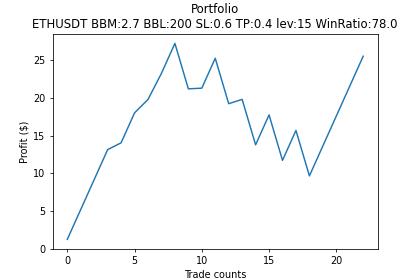 Portfolio
ETHUSDT BBM:2.7 BBL:200 SL:0.6 TP:0.4 lev:15 WinRatio:78.0
25
20
15
10
5
0
Profit ($)
0 5 10 15 20
Trade counts